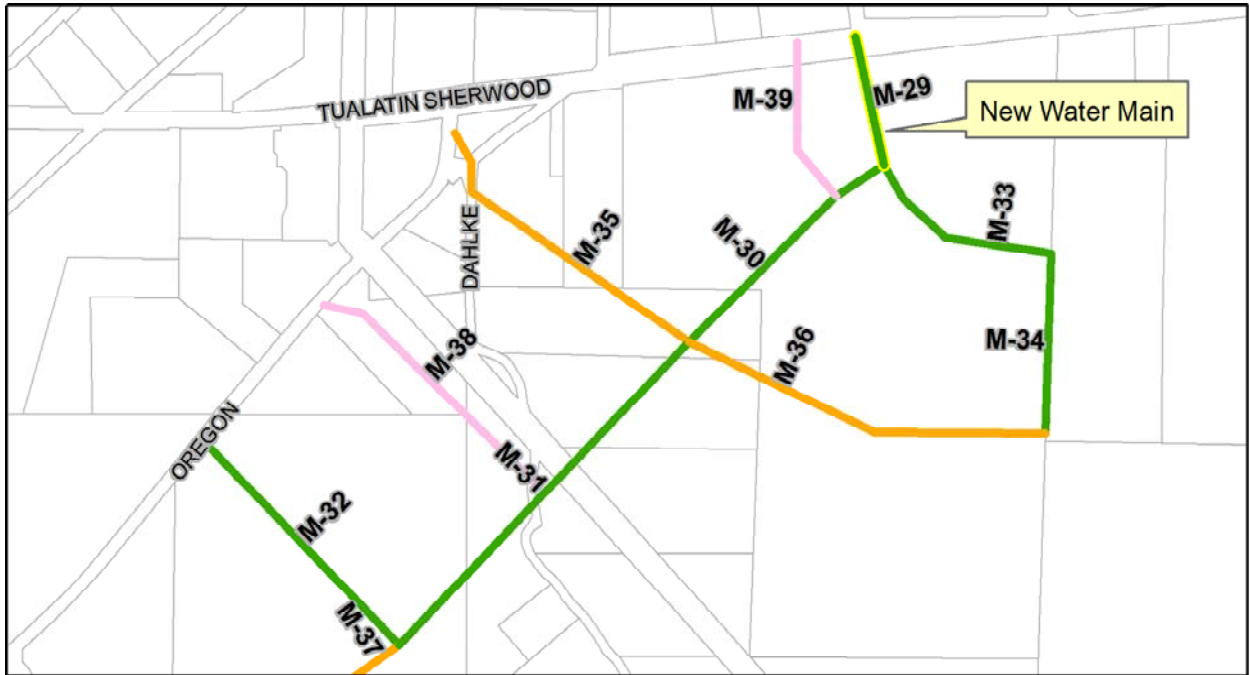 TUALATIN SHERWOOD
M-39
M-29
New Water Main
M-33
M-35
DAHLKE
M-30
M-34
M-38
M-36
OREGON
M-31
M-32
M-37